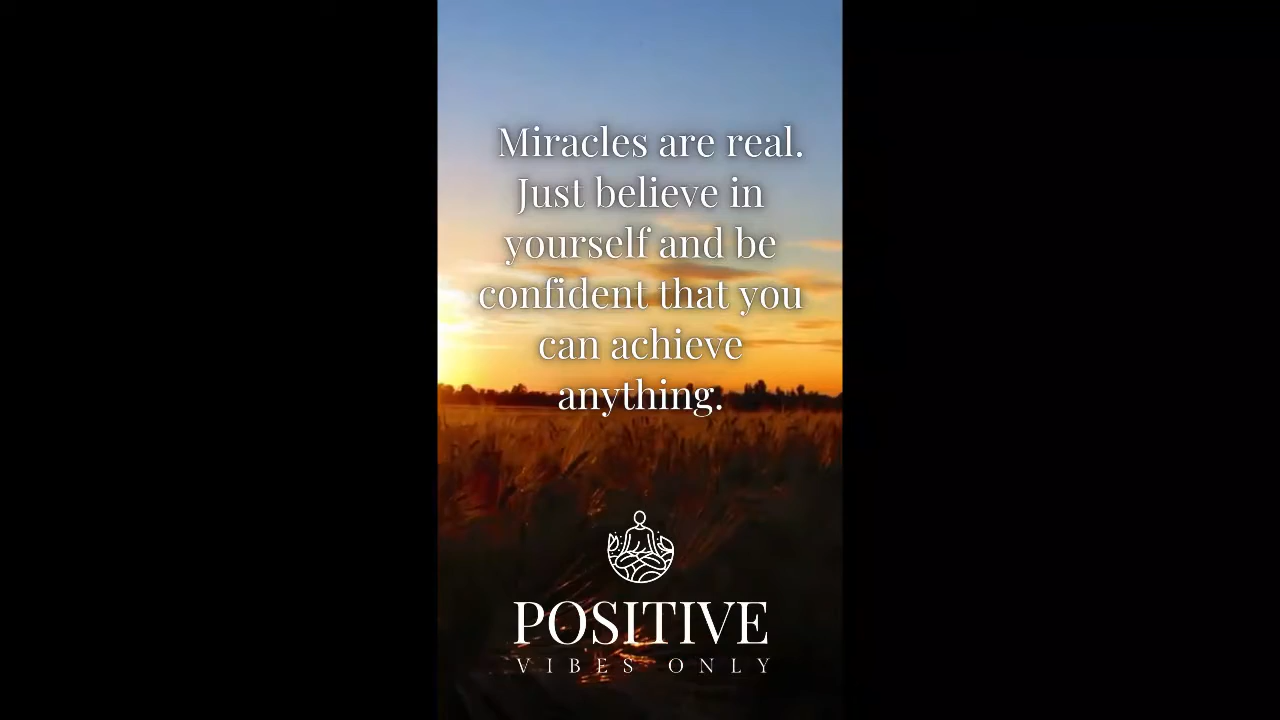 Miracles are real.
Just believe in
yourself and be
confident that you
can achieve
anything.
POSITIVE
VIBES ONLY